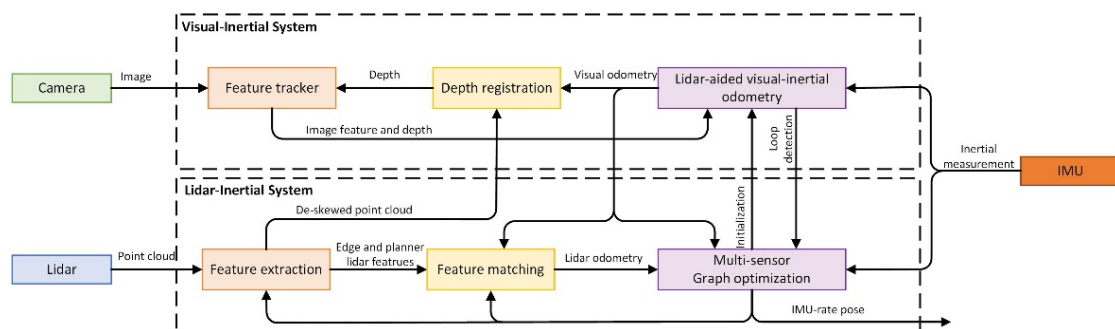 Visual-Inertial System
Camera
Image
Feature tracker
Depth
Depth registration
Visual odometry
Lidar-aided visual-inertial
odometry
Image feature and depth
Loop
detection
Inertial
measurement
IMU
Lidar-Inertial System
De-skewed point cloud
Initialization
Lidar
Point cloud
Feature extraction
Edge and planner
lidar featrues
Feature matching
Lidar odometry
Multi-sensor
Graph optimization
IMU-rate pose